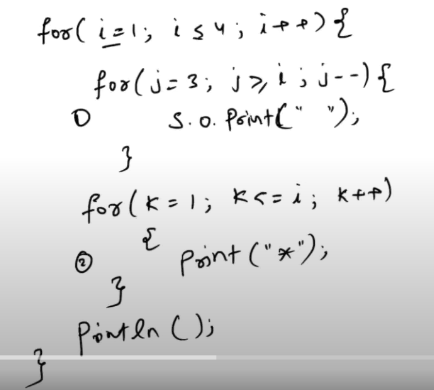 for( i=1; i≤4; i++){
for(j=3; j≥i; j--){
① S.o. Print(" ");
}
for(k=1; k<=i; k++)
{
② Print("*");
}
Println();
}